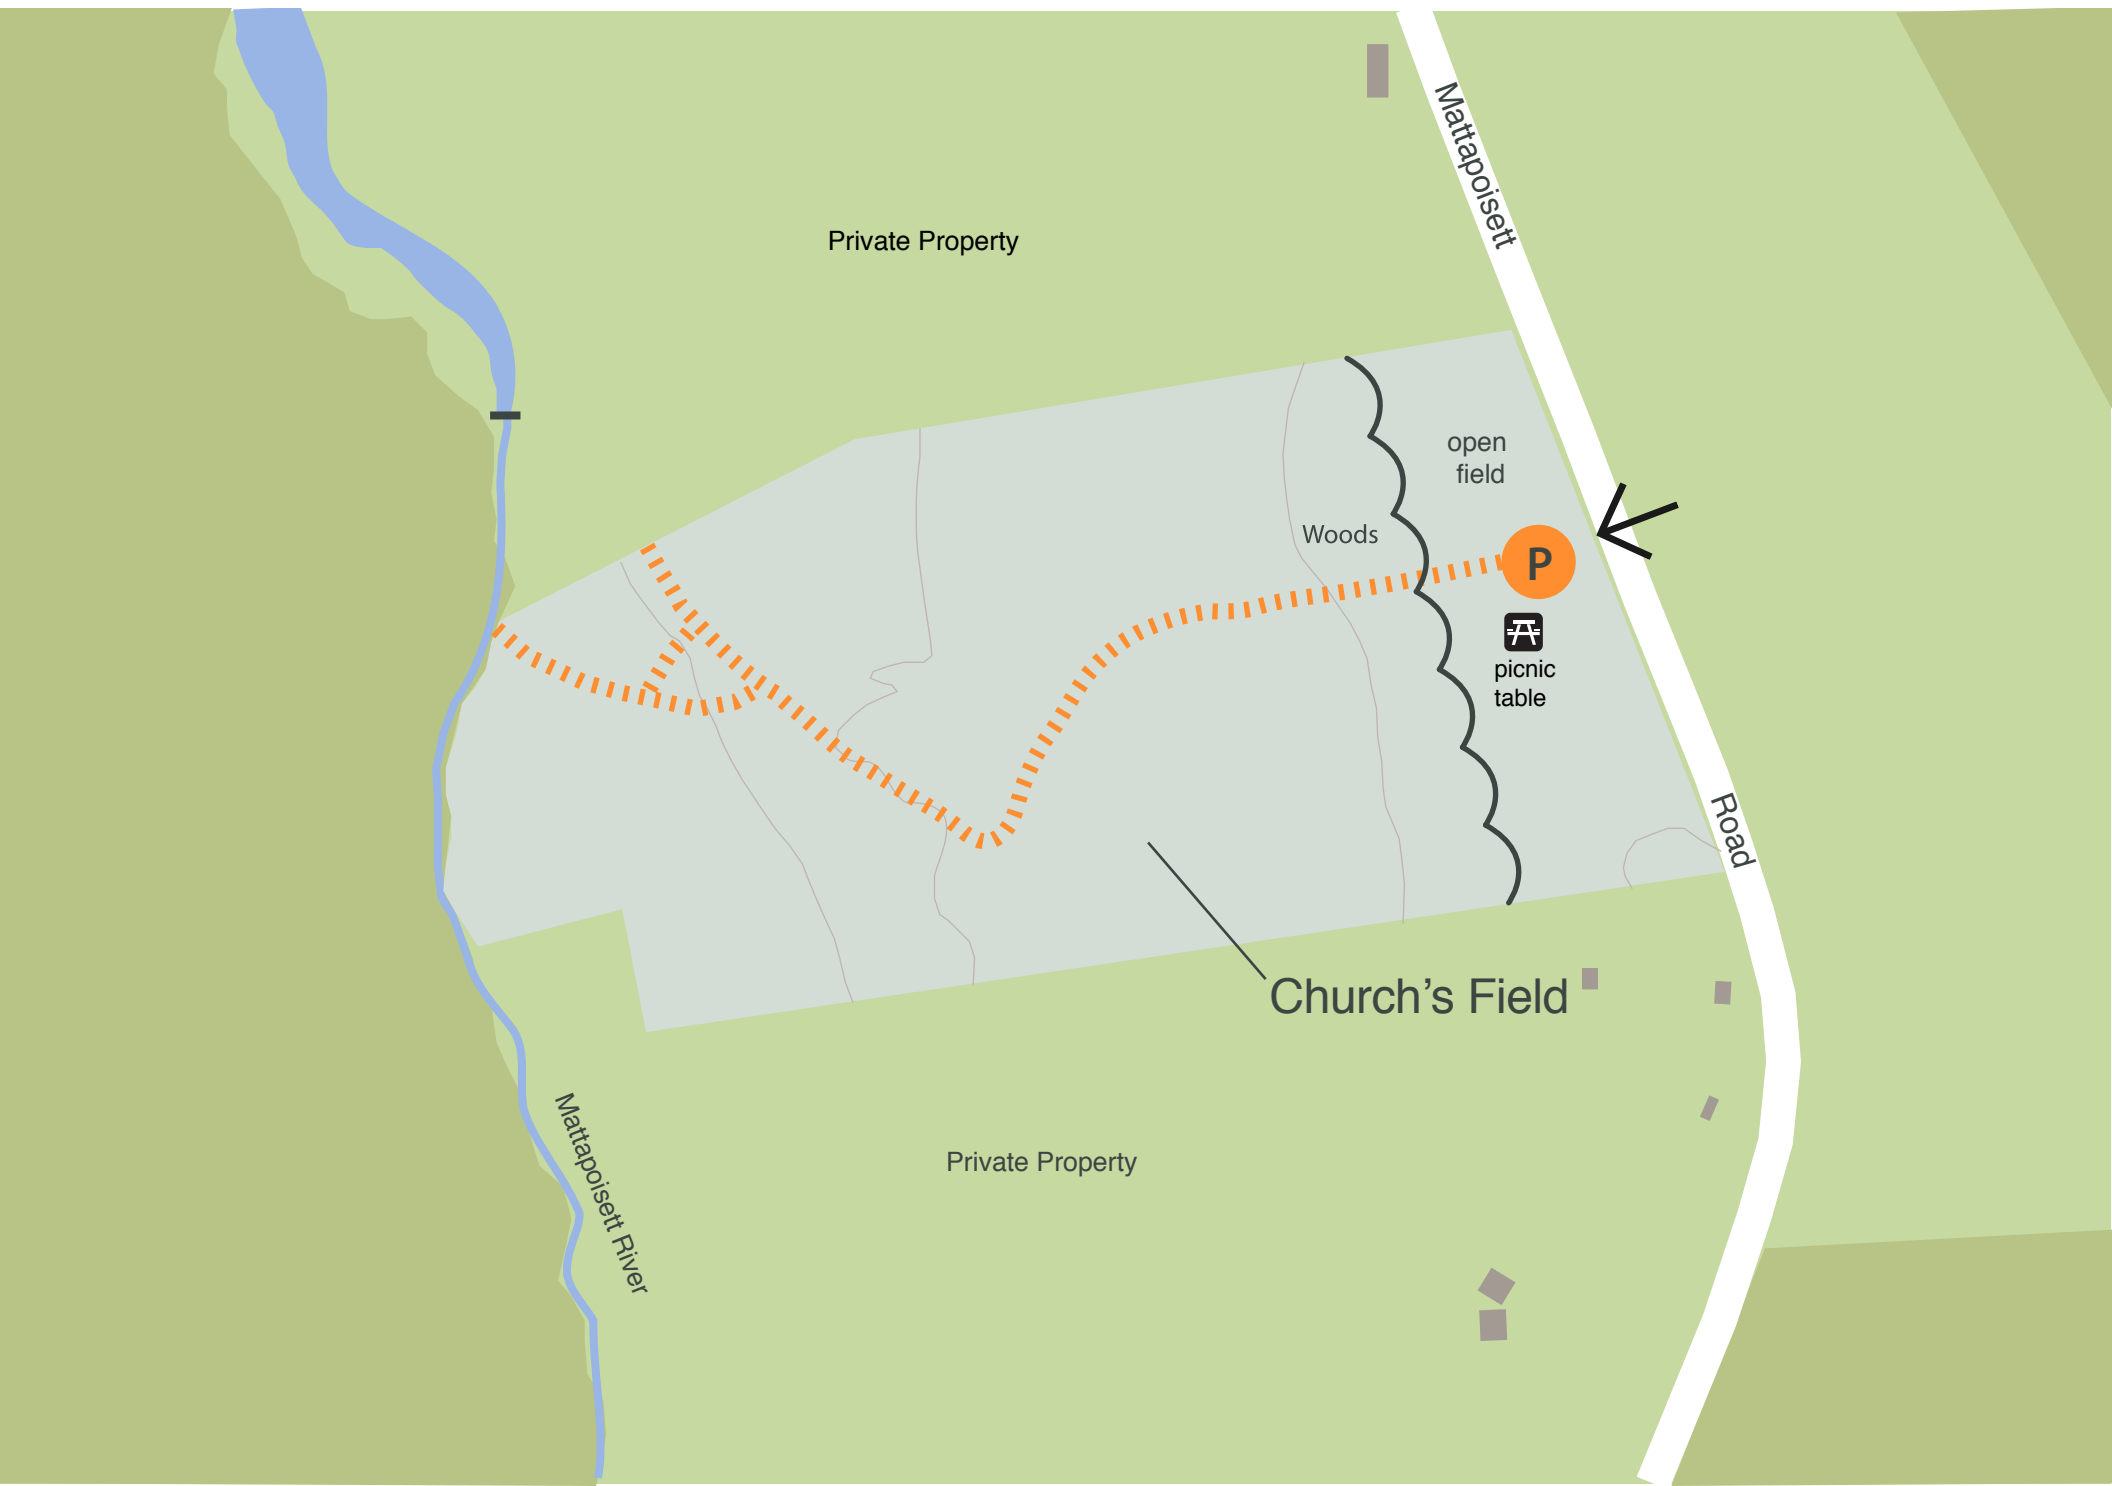 Mattapoisett
Private Property
open
field
Woods
P
picnic
table
Road
Church's Field
Mattapoisett River
Private Property